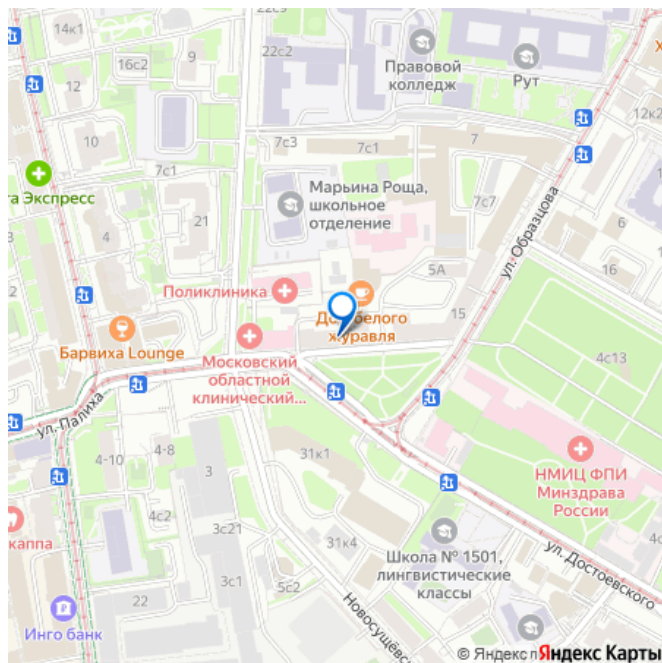 14к1
22с2
9
16с2
12
Правовой
колледж
Рут
12к2
10
7с3
7с1
7
7с1
та Экспресс
Марьина Роща,
школьное
отделение
7с7
21
4
6
ул. Образцова
16
5А
Поликлиника
Дом белого
журавля
15
Барвиха Lounge
4с13
Московский
областной
клинический...
ул. Палиха
4-10
4-8
31к1
3
НМИЦ ФПИ
Минздрава
России
каппа
4с2
3с21
31к4
ул. Достоевского
Школа № 1501,
лингвистические
классы
3с1
5с2
22
Инго банк
Новосущёвс
© Яндекс
Яндекс Карты